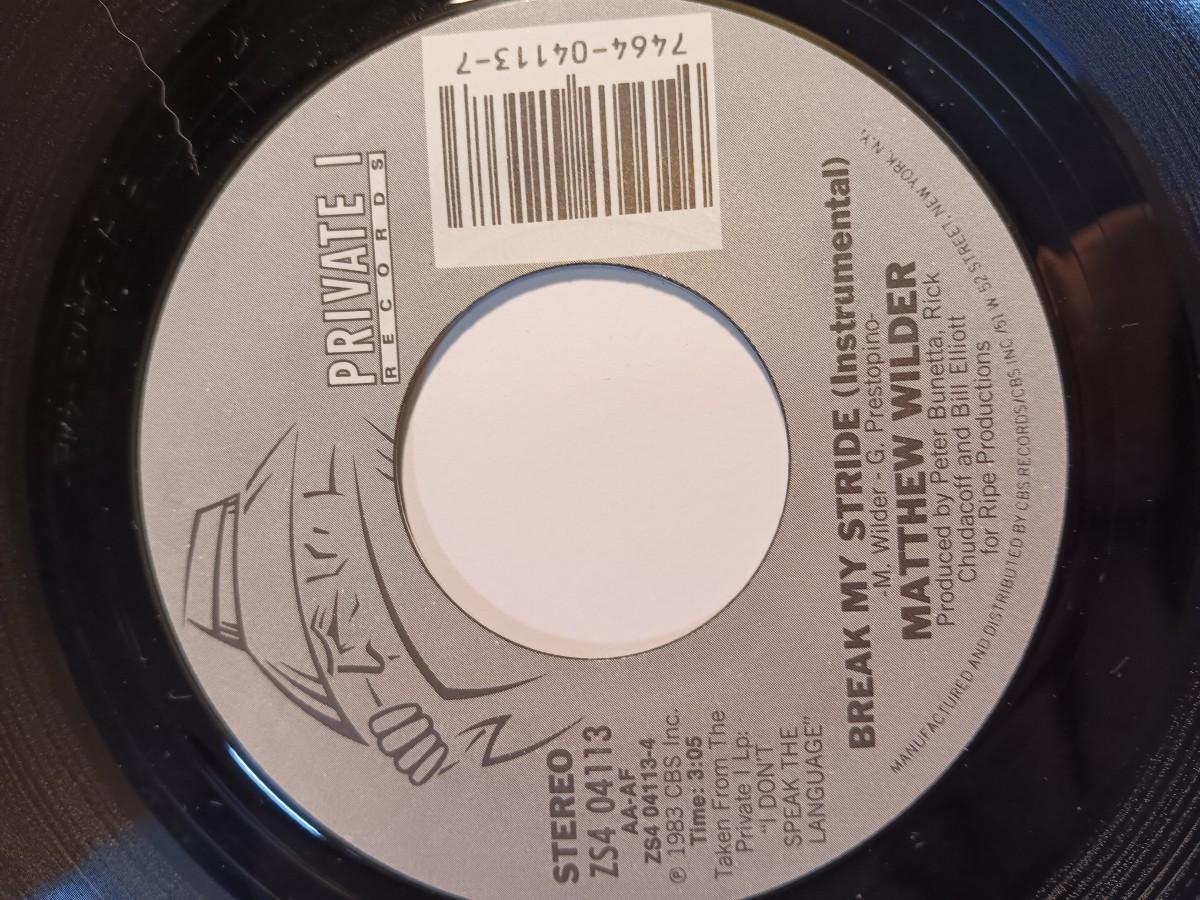 PRIVATE I
RECORDS
7464-04113-7
STEREO
ZS4 04113
AA-AF
ZS4 04113-4
℗ 1983 CBS Inc.
Time: 3:05
Taken From The
Private I Lp:
"I DON'T
SPEAK THE
LANGUAGE"
BREAK MY STRIDE (Instrumental)
-M. Wilder - G. Prestopino-
MATTHEW WILDER
Produced by Peter Bunetta, Rick
Chudacoff and Bill Elliott
for Ripe Productions
MANUFACTURED AND DISTRIBUTED BY CBS RECORDS/CBS INC./51 W 52 STREET, NEW YORK, N.Y.